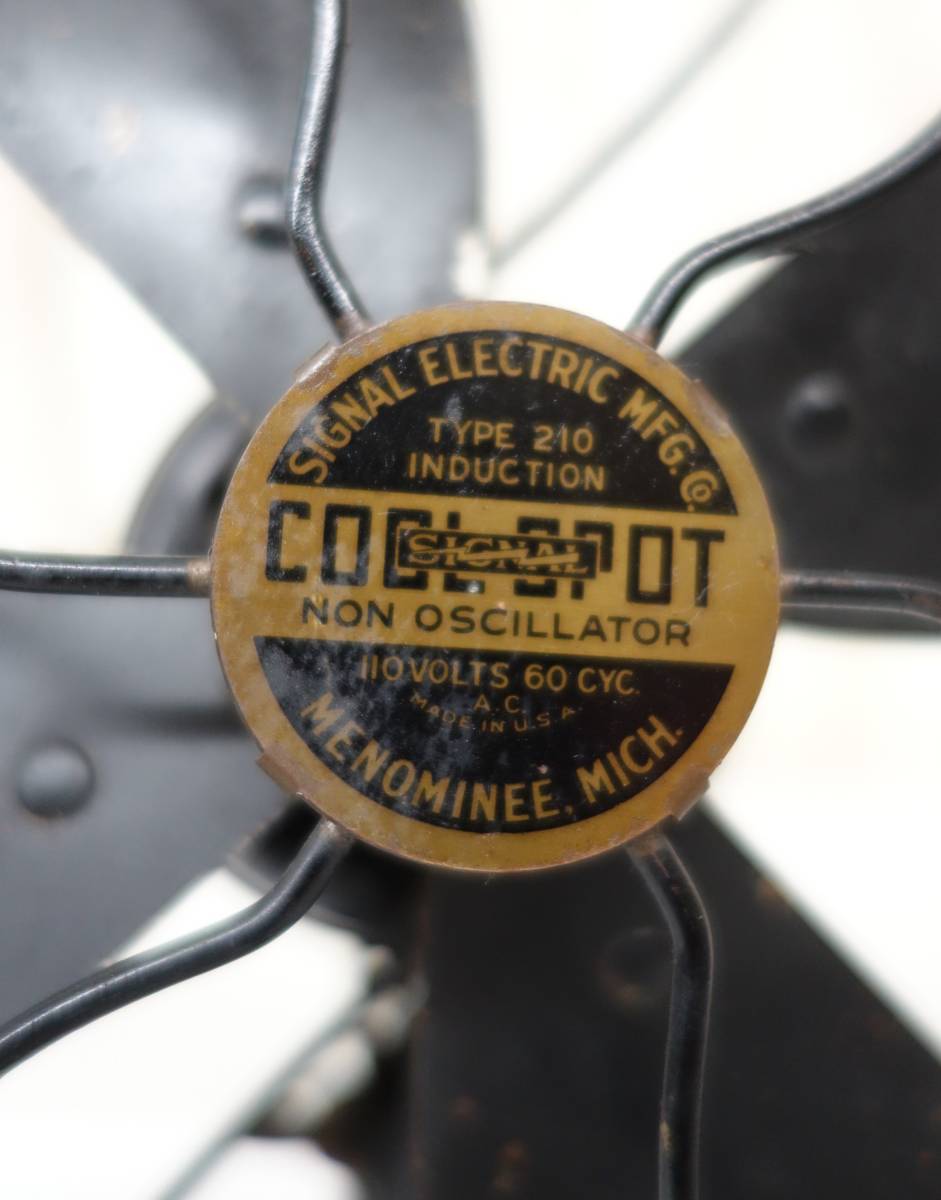 SIGNAL ELECTRIC MFG. Co.
TYPE 210
INDUCTION
COOL SPOT
SIGNAL
NON OSCILLATOR
110 VOLTS 60 CYC.
A.C.
MADE IN U.S.A.
MENOMINEE, MICH.